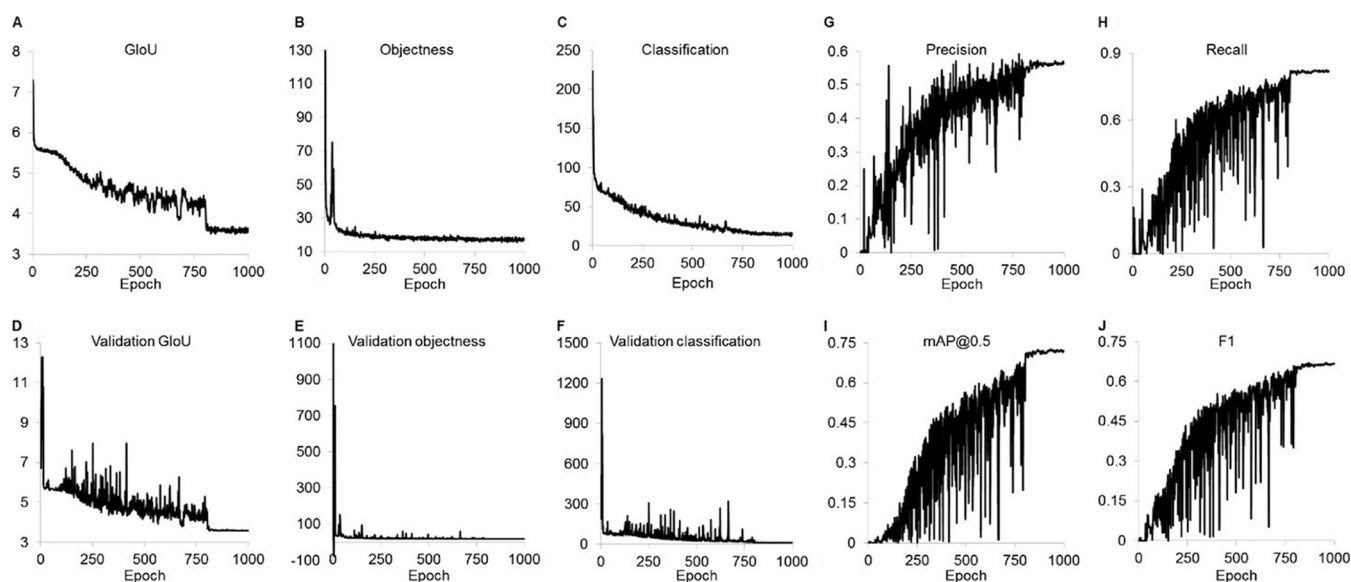 A
GIoU
8
7
6
5
4
3
0 250 500 750 1000
Epoch
B
Objectness
130
110
90
70
50
30
10
0 250 500 750 1000
Epoch
C
Classification
250
200
150
100
50
0
0 250 500 750 1000
Epoch
G
Precision
0.6
0.5
0.4
0.3
0.2
0.1
0
0 250 500 750 1000
Epoch
H
Recall
0.9
0.6
0.3
0
0 250 500 750 1000
Epoch
D
Validation GIoU
13
11
9
7
5
3
0 250 500 750 1000
Epoch
E
Validation objectness
1100
900
700
500
300
100
-100
0 250 500 750 1000
Epoch
F
Validation classification
1500
1200
900
600
300
0
0 250 500 750 1000
Epoch
I
mAP@0.5
0.75
0.6
0.45
0.3
0.15
0
0 250 500 750 1000
Epoch
J
F1
0.75
0.6
0.45
0.3
0.15
0
0 250 500 750 1000
Epoch